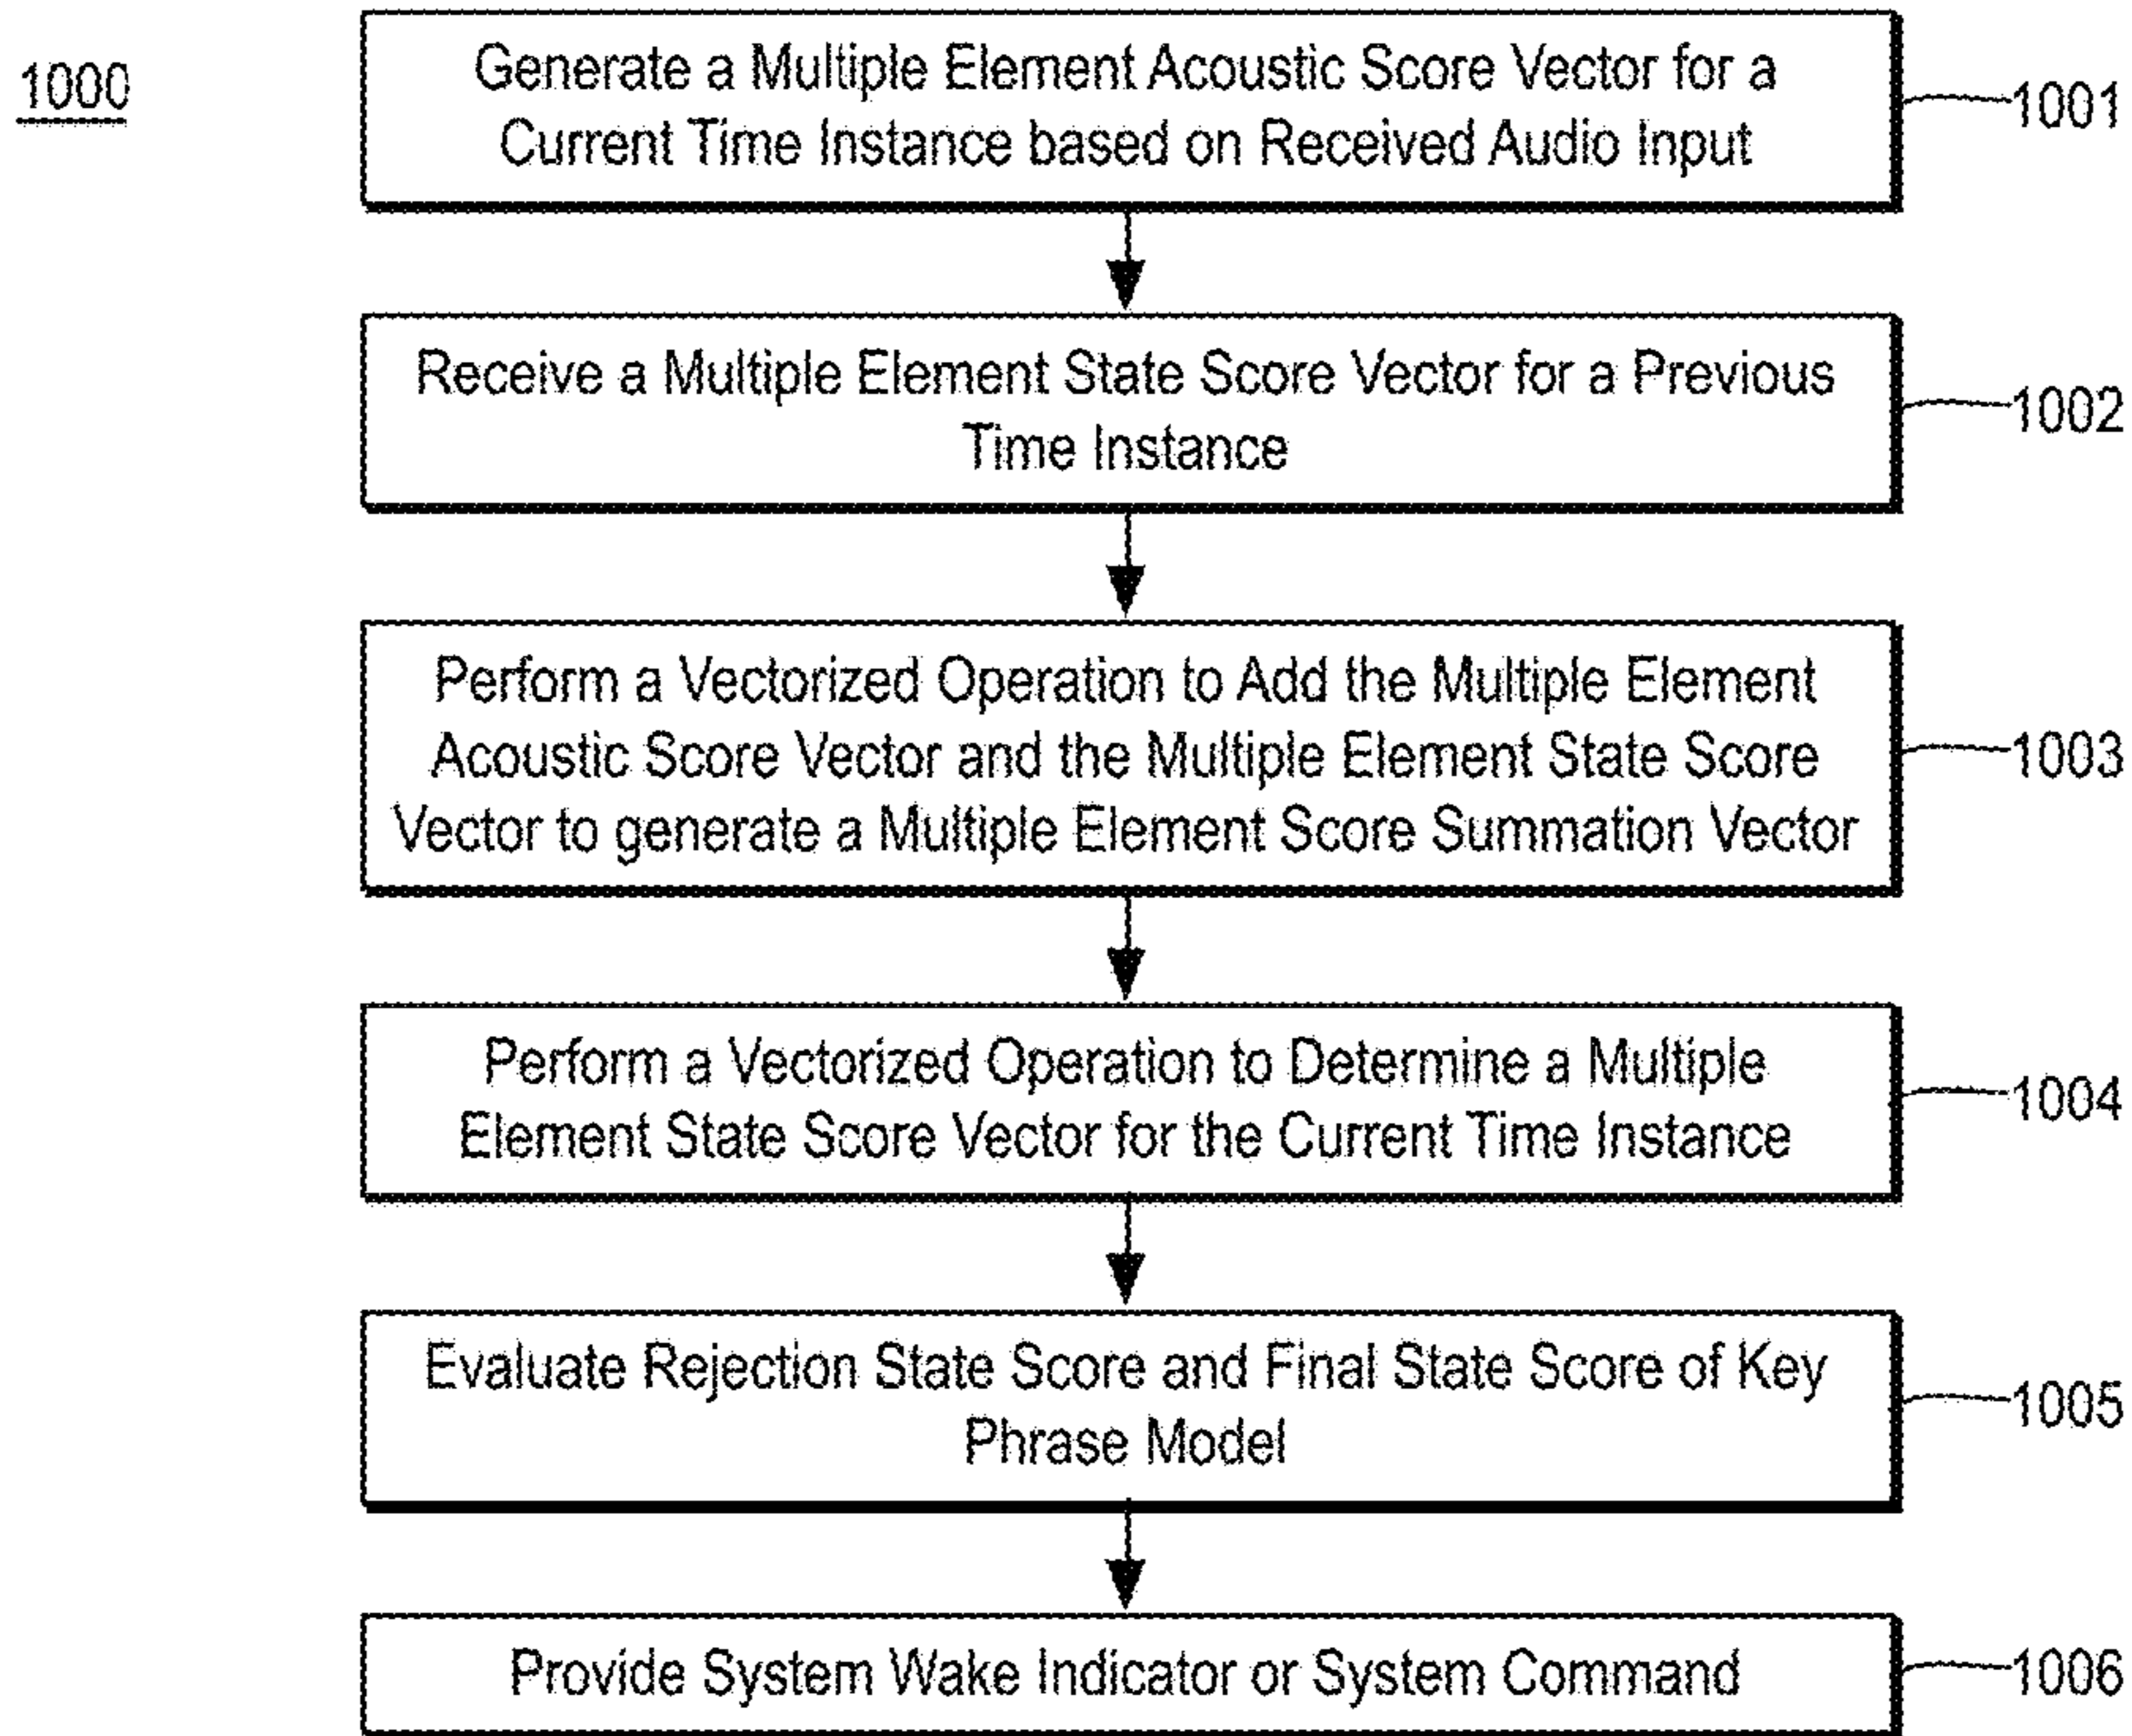 1000
Generate a Multiple Element Acoustic Score Vector for a
Current Time Instance based on Received Audio Input
1001
Receive a Multiple Element State Score Vector for a Previous
Time Instance
1002
Perform a Vectorized Operation to Add the Multiple Element
Acoustic Score Vector and the Multiple Element State Score
Vector to generate a Multiple Element Score Summation Vector
1003
Perform a Vectorized Operation to Determine a Multiple
Element State Score Vector for the Current Time Instance
1004
Evaluate Rejection State Score and Final State Score of Key
Phrase Model
1005
Provide System Wake Indicator or System Command
1006